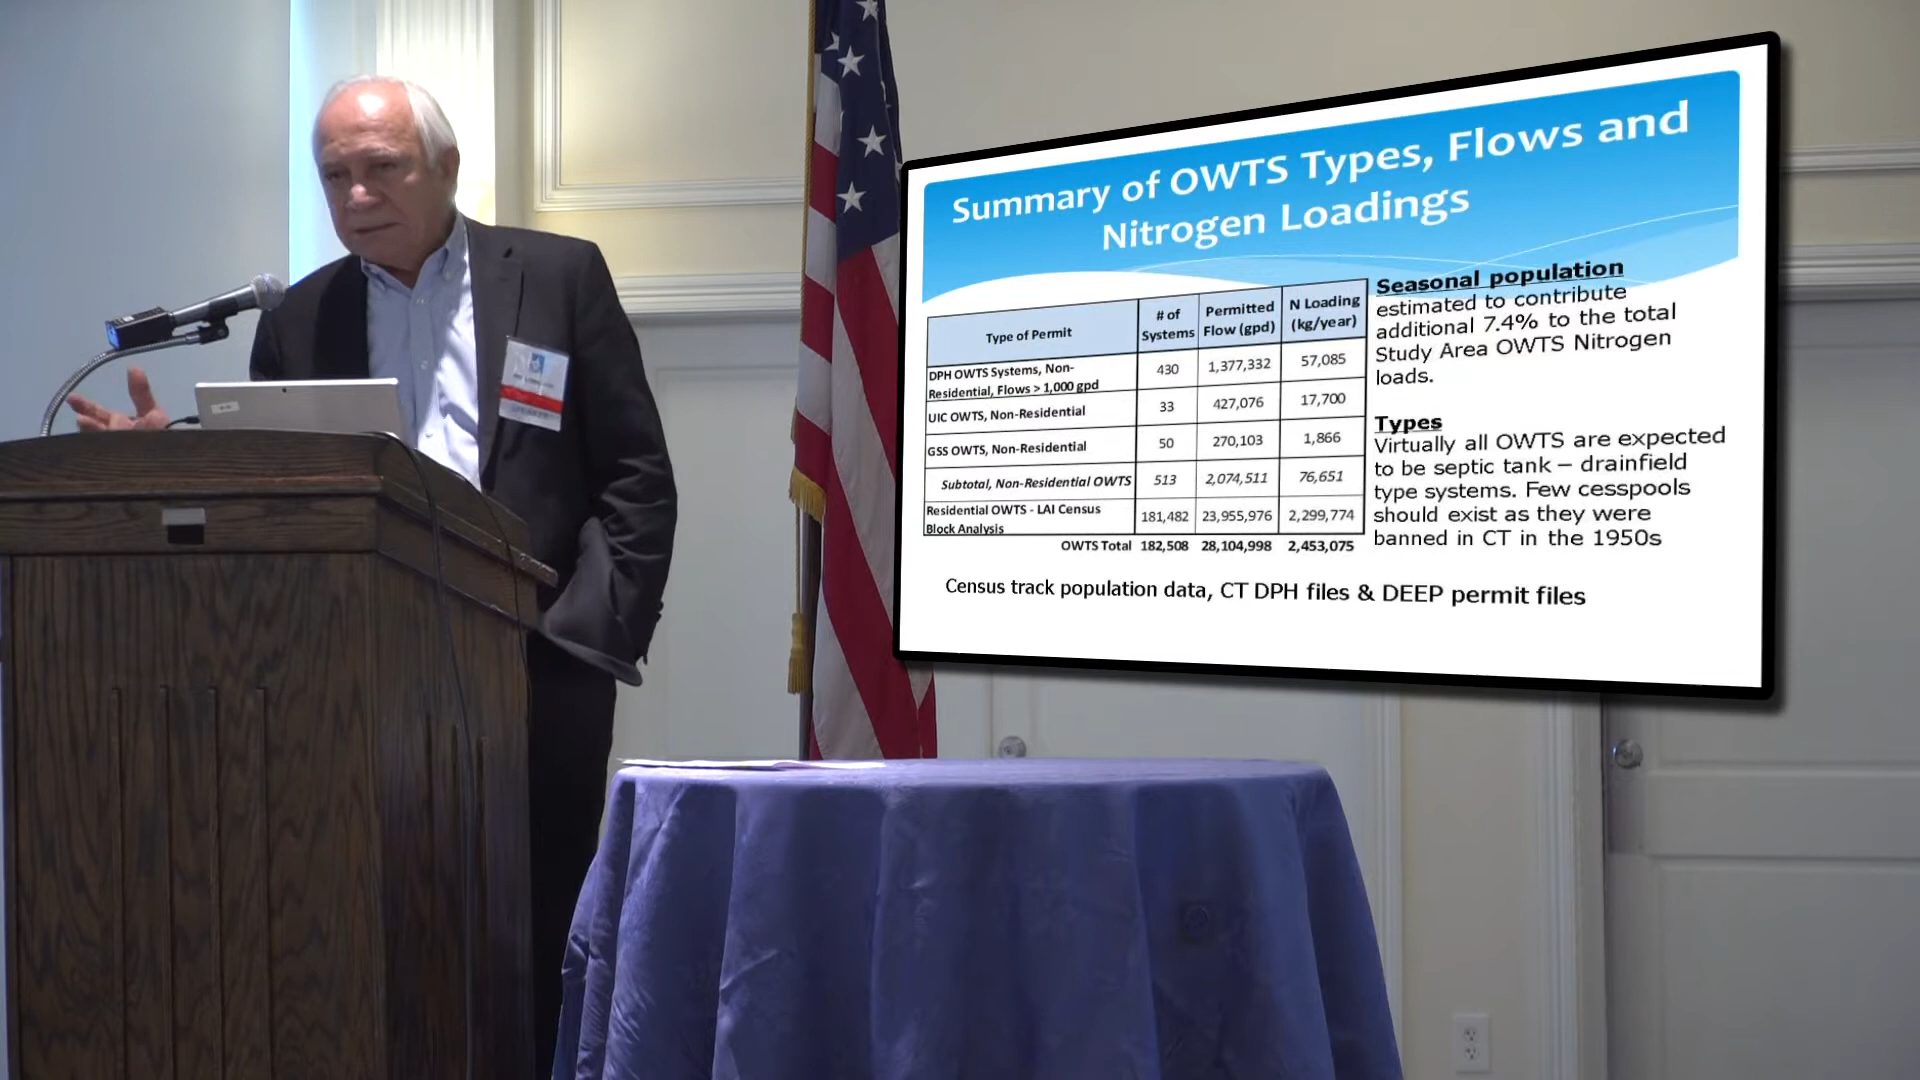 Summary of OWTS Types, Flows and
Nitrogen Loadings
Type of Permit
# of
Systems
Permitted
Flow (gpd)
N Loading
(kg/year)
DPH OWTS Systems, Non-
Residential, Flows > 1,000 gpd
430
1,377,332
57,085
UIC OWTS, Non-Residential
33
427,076
17,700
GSS OWTS, Non-Residential
50
270,103
1,866
Subtotal, Non-Residential OWTS
513
2,074,511
76,651
Residential OWTS - LAI Census
Block Analysis
181,482
23,955,976
2,299,774
OWTS Total
182,508
28,104,998
2,453,075
Seasonal population
estimated to contribute
additional 7.4% to the total
Study Area OWTS Nitrogen
loads.
Types
Virtually all OWTS are expected
to be septic tank – drainfield
type systems. Few cesspools
should exist as they were
banned in CT in the 1950s
Census track population data, CT DPH files & DEEP permit files